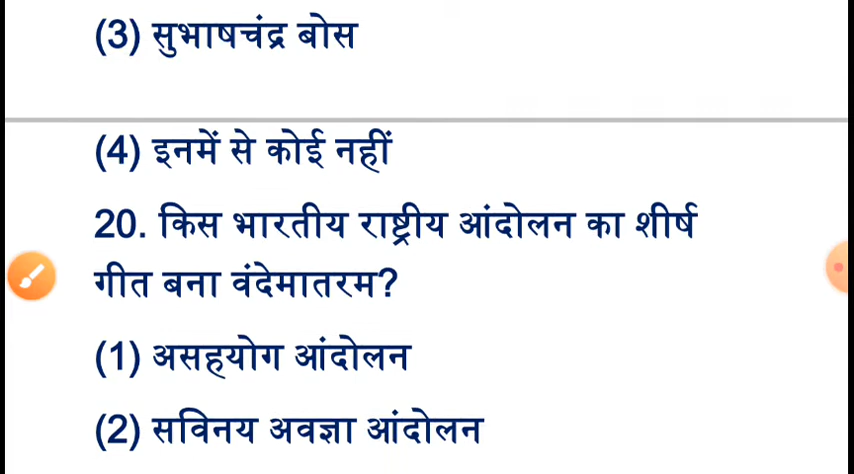 (3) सुभाषचंद्र बोस
(4) इनमें से कोई नहीं
20. किस भारतीय राष्ट्रीय आंदोलन का शीर्ष
गीत बना वंदेमातरम?
(1) असहयोग आंदोलन
(2) सविनय अवज्ञा आंदोलन